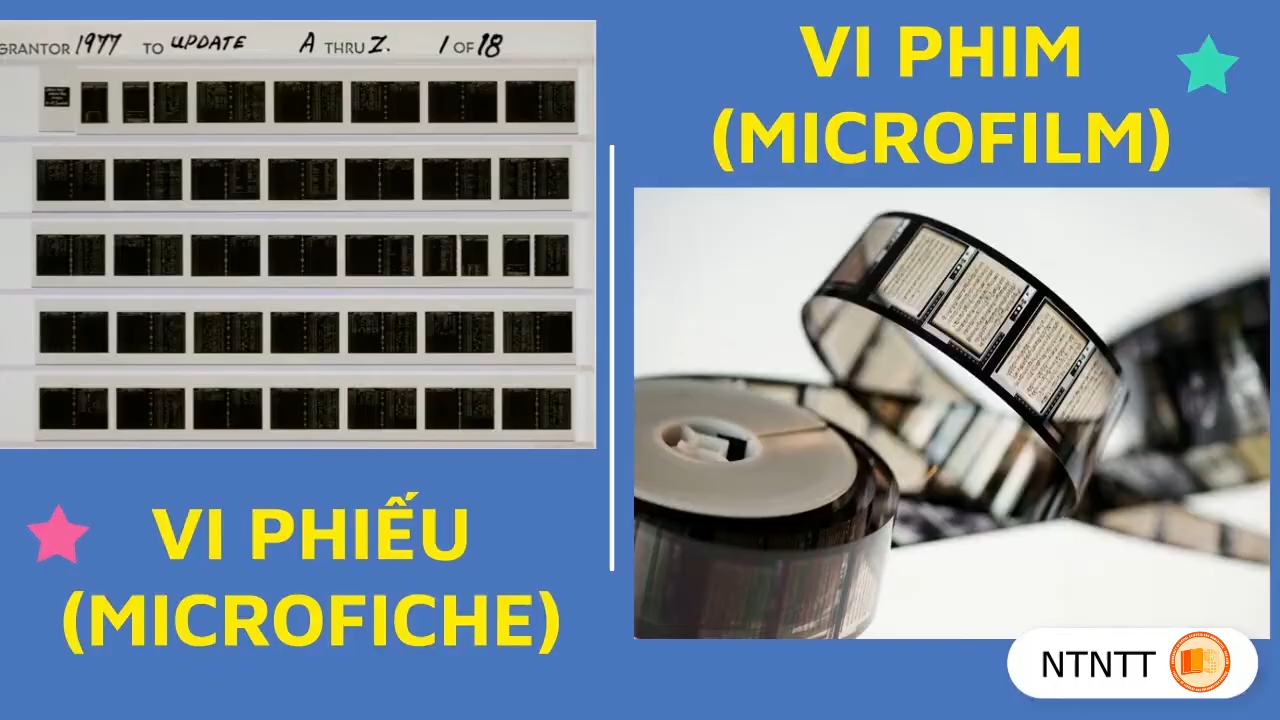 GRANTOR 1977 TO UPDATE A THRU Z. 1 OF 18
VI PHIẾU
(MICROFICHE)
VI PHIM
(MICROFILM)
NTNTT